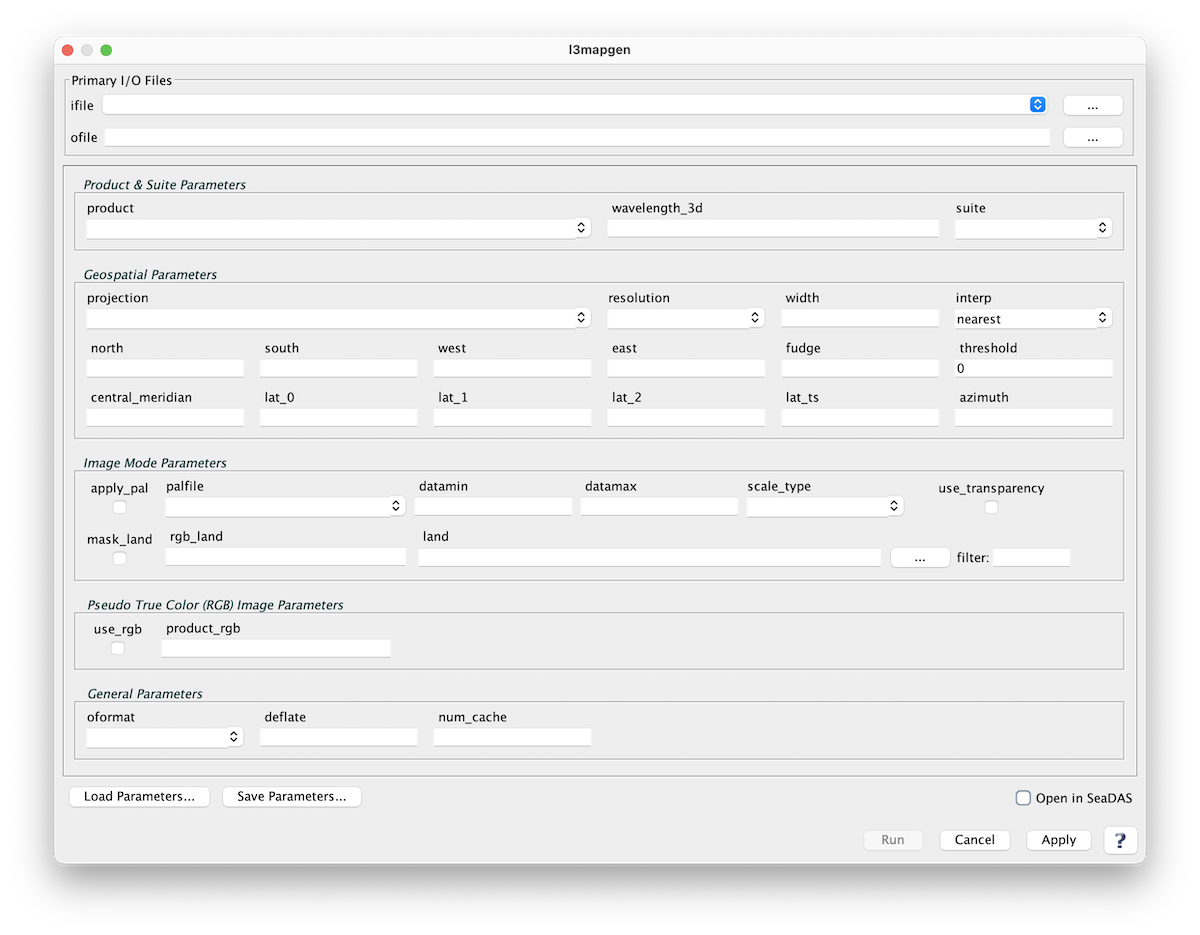 l3mapgen
Primary I/O Files
ifile ...
ofile ...
Product & Suite Parameters
product wavelength_3d suite
Geospatial Parameters
projection resolution width interp
nearest
north south west east fudge threshold
0
central_meridian lat_0 lat_1 lat_2 lat_ts azimuth
Image Mode Parameters
apply_pal palfile datamin datamax scale_type use_transparency
mask_land rgb_land land
... filter:
Pseudo True Color (RGB) Image Parameters
use_rgb product_rgb
General Parameters
oformat deflate num_cache
Load Parameters... Save Parameters... Open in SeaDAS
Run Cancel Apply ?